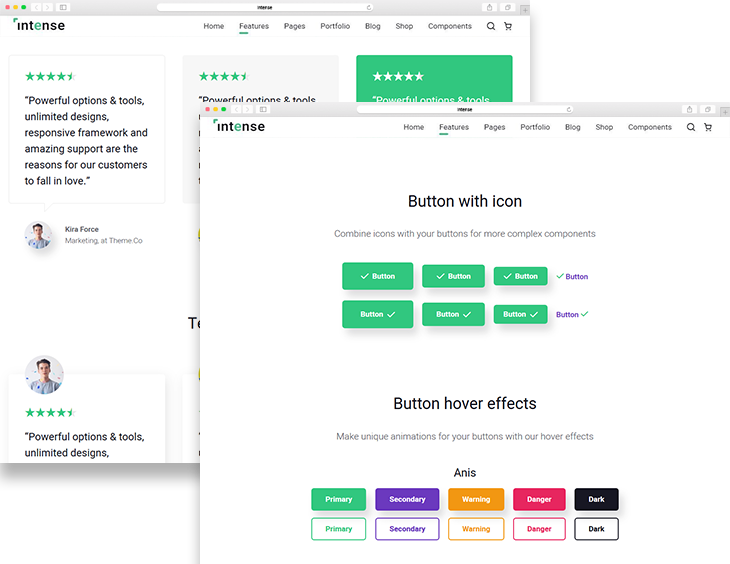 intense
intense
Home Features Pages Portfolio Blog Shop Components
“Powerful options & tools,
unlimited designs,
responsive framework and
amazing support are the
reasons for our customers
to fall in love.”
Kira Force
Marketing, at Theme.Co
“Powerful options & tools,
“Powerful options & tools,
Te
“Powerful options & tools,
unlimited designs,
intense
intense
Home Features Pages Portfolio Blog Shop Components
Button with icon
Combine icons with your buttons for more complex components
Button Button Button Button
Button Button Button Button
Button hover effects
Make unique animations for your buttons with our hover effects
Anis
Primary Secondary Warning Danger Dark
Primary Secondary Warning Danger Dark